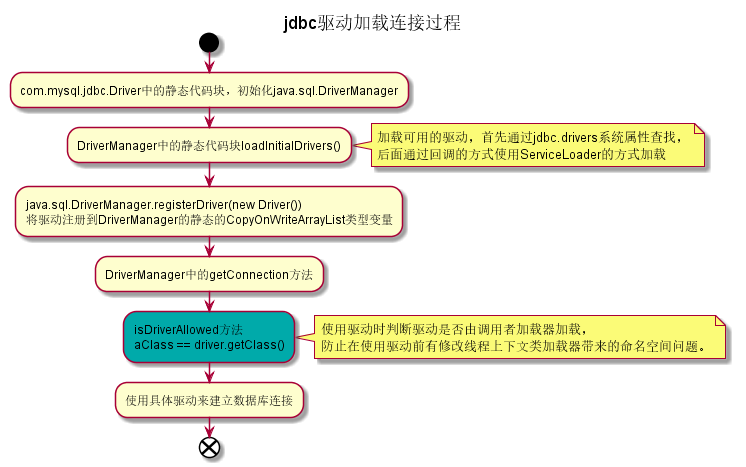 jdbc驱动加载连接过程
com.mysql.jdbc.Driver中的静态代码块，初始化java.sql.DriverManager
DriverManager中的静态代码块loadInitialDrivers()
加载可用的驱动，首先通过jdbc.drivers系统属性查找，
后面通过回调的方式使用ServiceLoader的方式加载
java.sql.DriverManager.registerDriver(new Driver())
将驱动注册到DriverManager的静态的CopyOnWriteArrayList类型变量
DriverManager中的getConnection方法
isDriverAllowed方法
aClass == driver.getClass()
使用驱动时判断驱动是否由调用者加载器加载，
防止在使用驱动前有修改线程上下文类加载器带来的命名空间问题。
使用具体驱动来建立数据库连接